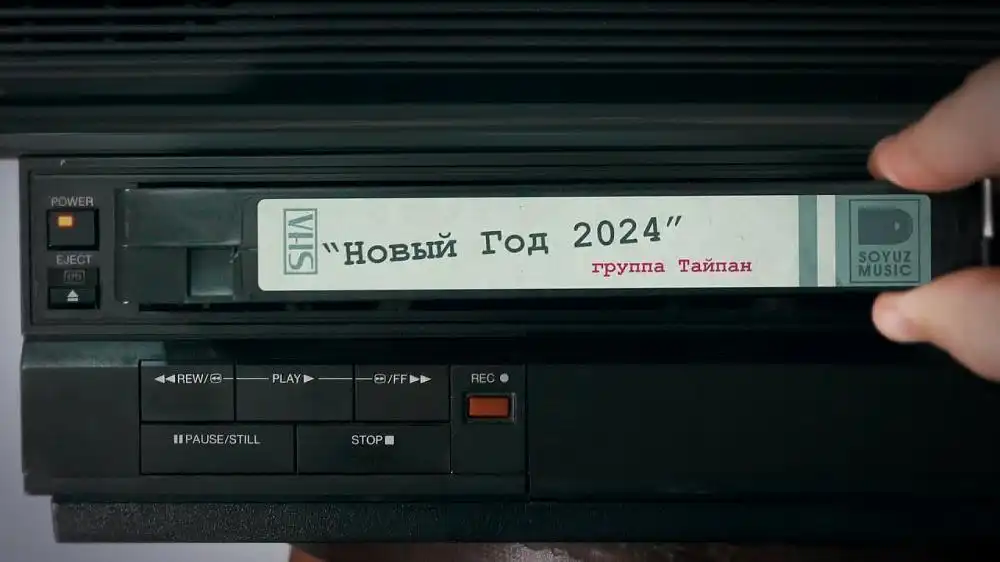 POWER
EJECT
VHS
“Новый Год 2024”
группа Тайпан
SOYUZ
MUSIC
◀◀REW/
PLAY▶
/FF▶▶
REC ●
⏸PAUSE/STILL
STOP■